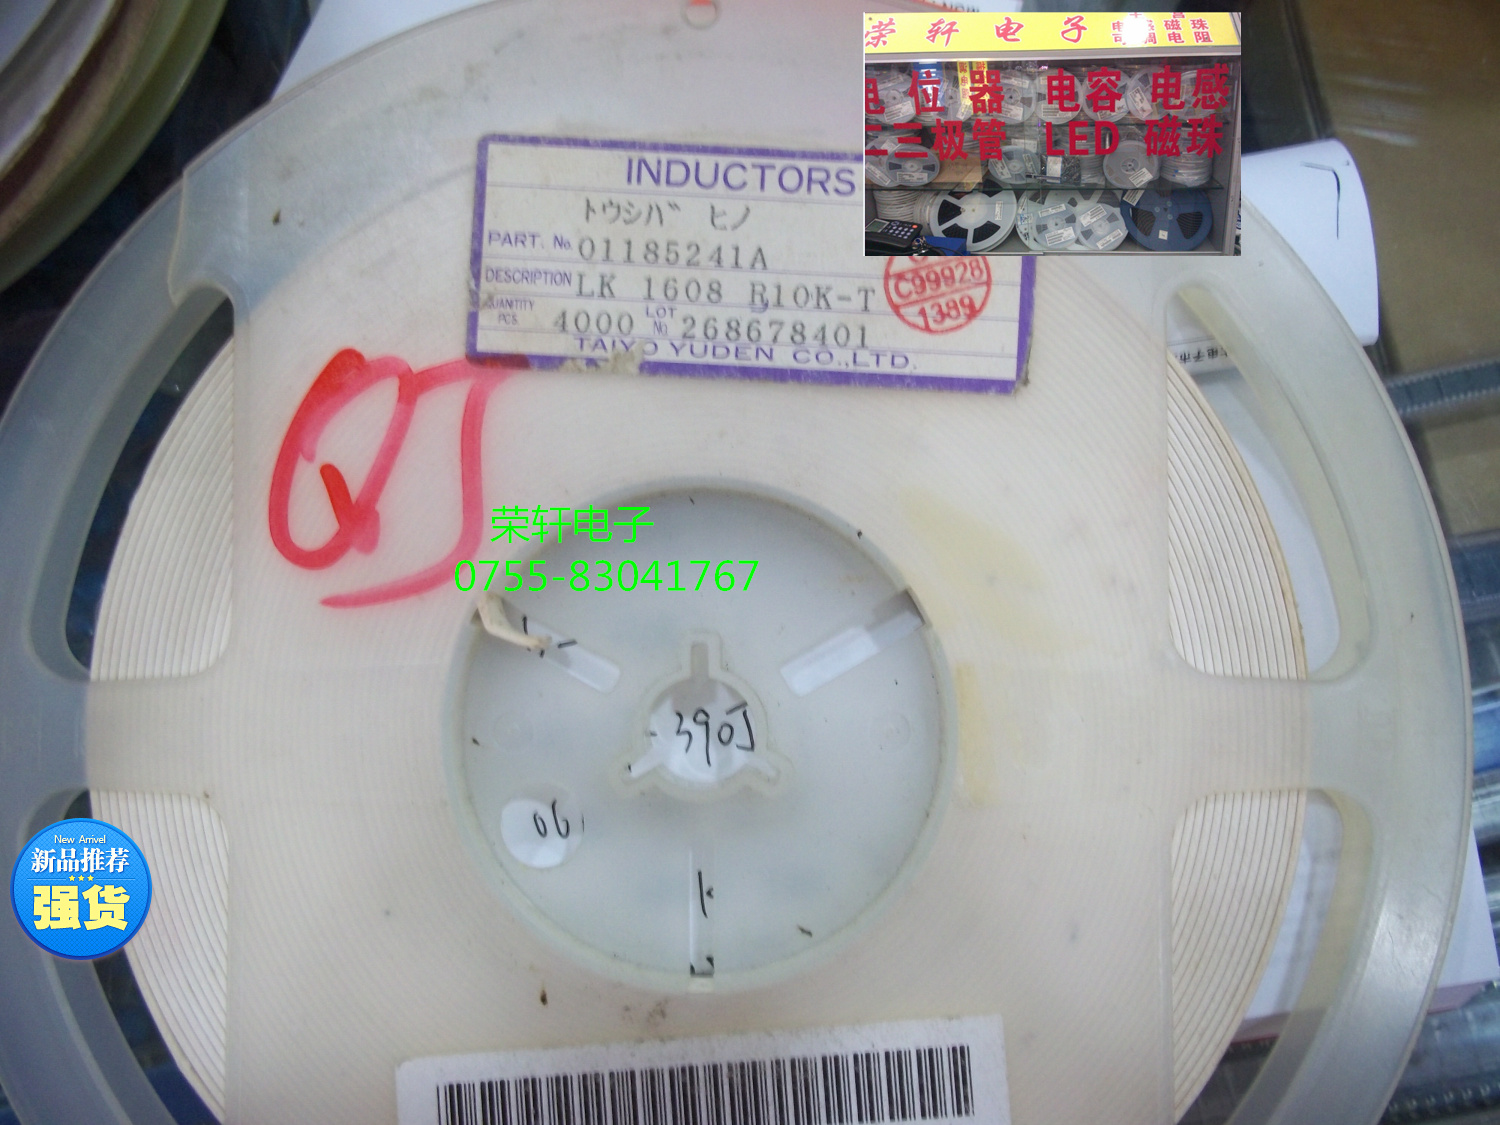 INDUCTORS
トウシバ ヒノ
PART. No. 01185241A
DESCRIPTION LK 1608 R10K-T
QUANTITY PCS. 4000 LOT No. 268678401
TAIYO YUDEN CO.,LTD.
C99928
1389
荣轩电子
电位器 电容 电感
二三极管 LED 磁珠
QJ
荣轩电子
0755-83041767
390J
06
New Arrivel
新品推荐
强货